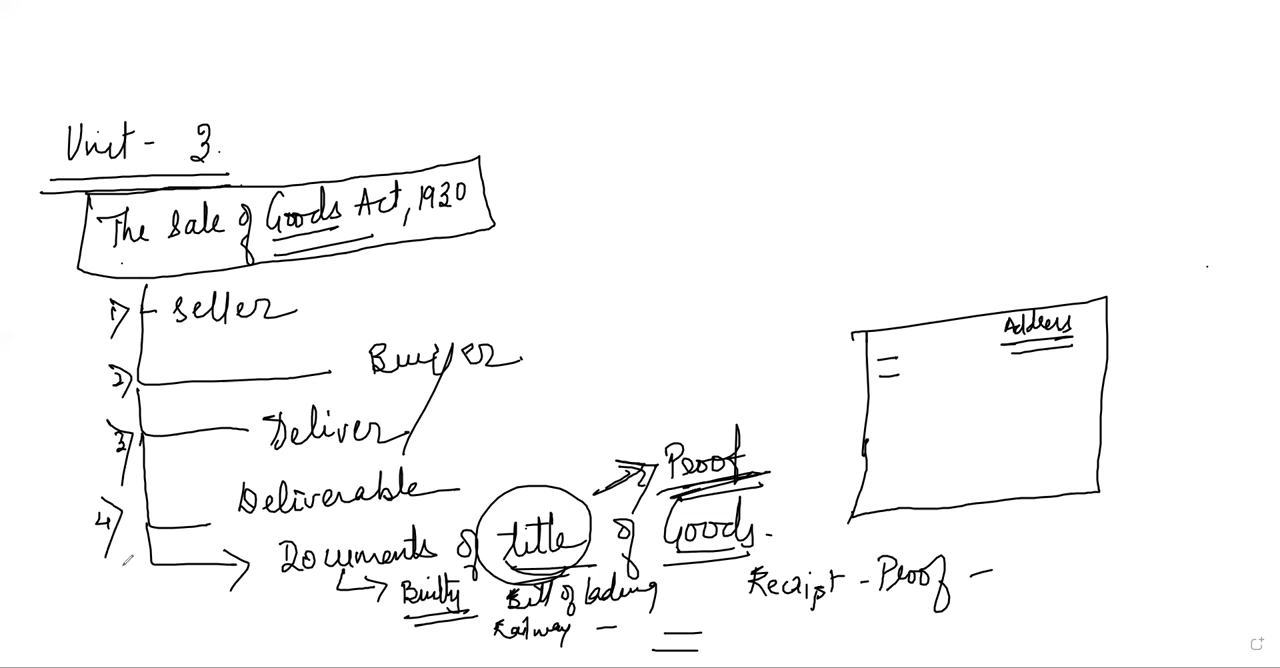 Unit - 3.
The Sale of Goods Act, 1930
1) Seller
2) Buyer
3) Deliver
4) Deliverable
Documents of title of Goods.
Proof
Builty Bill of lading
Railway -
Receipt - Proof -
Address